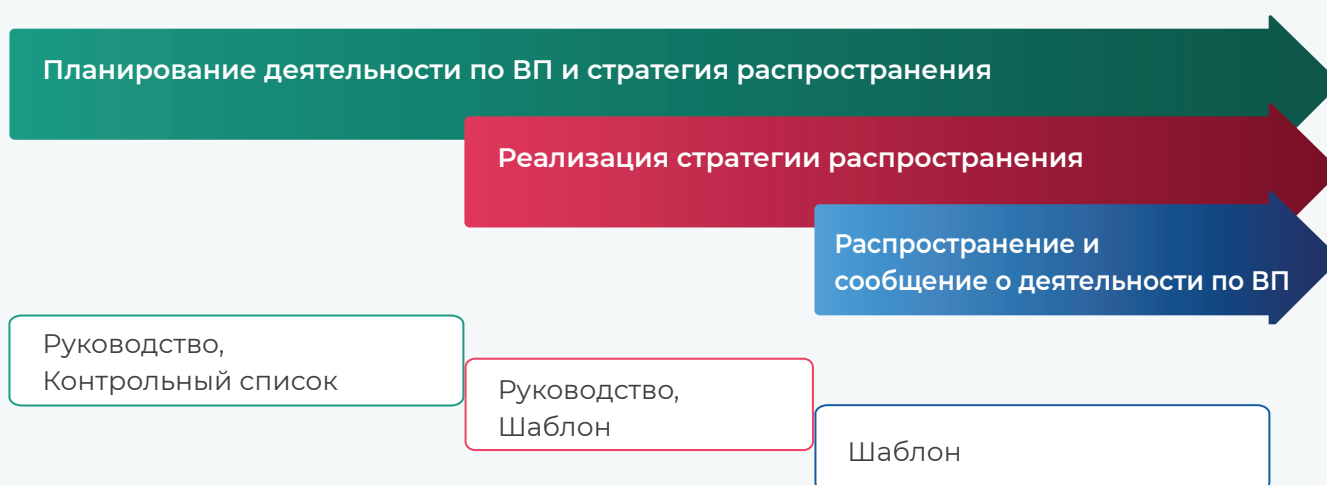 Планирование деятельности по ВП и стратегия распространения
Реализация стратегии распространения
Распространение и
сообщение о деятельности по ВП
Руководство,
Контрольный список
Руководство,
Шаблон
Шаблон